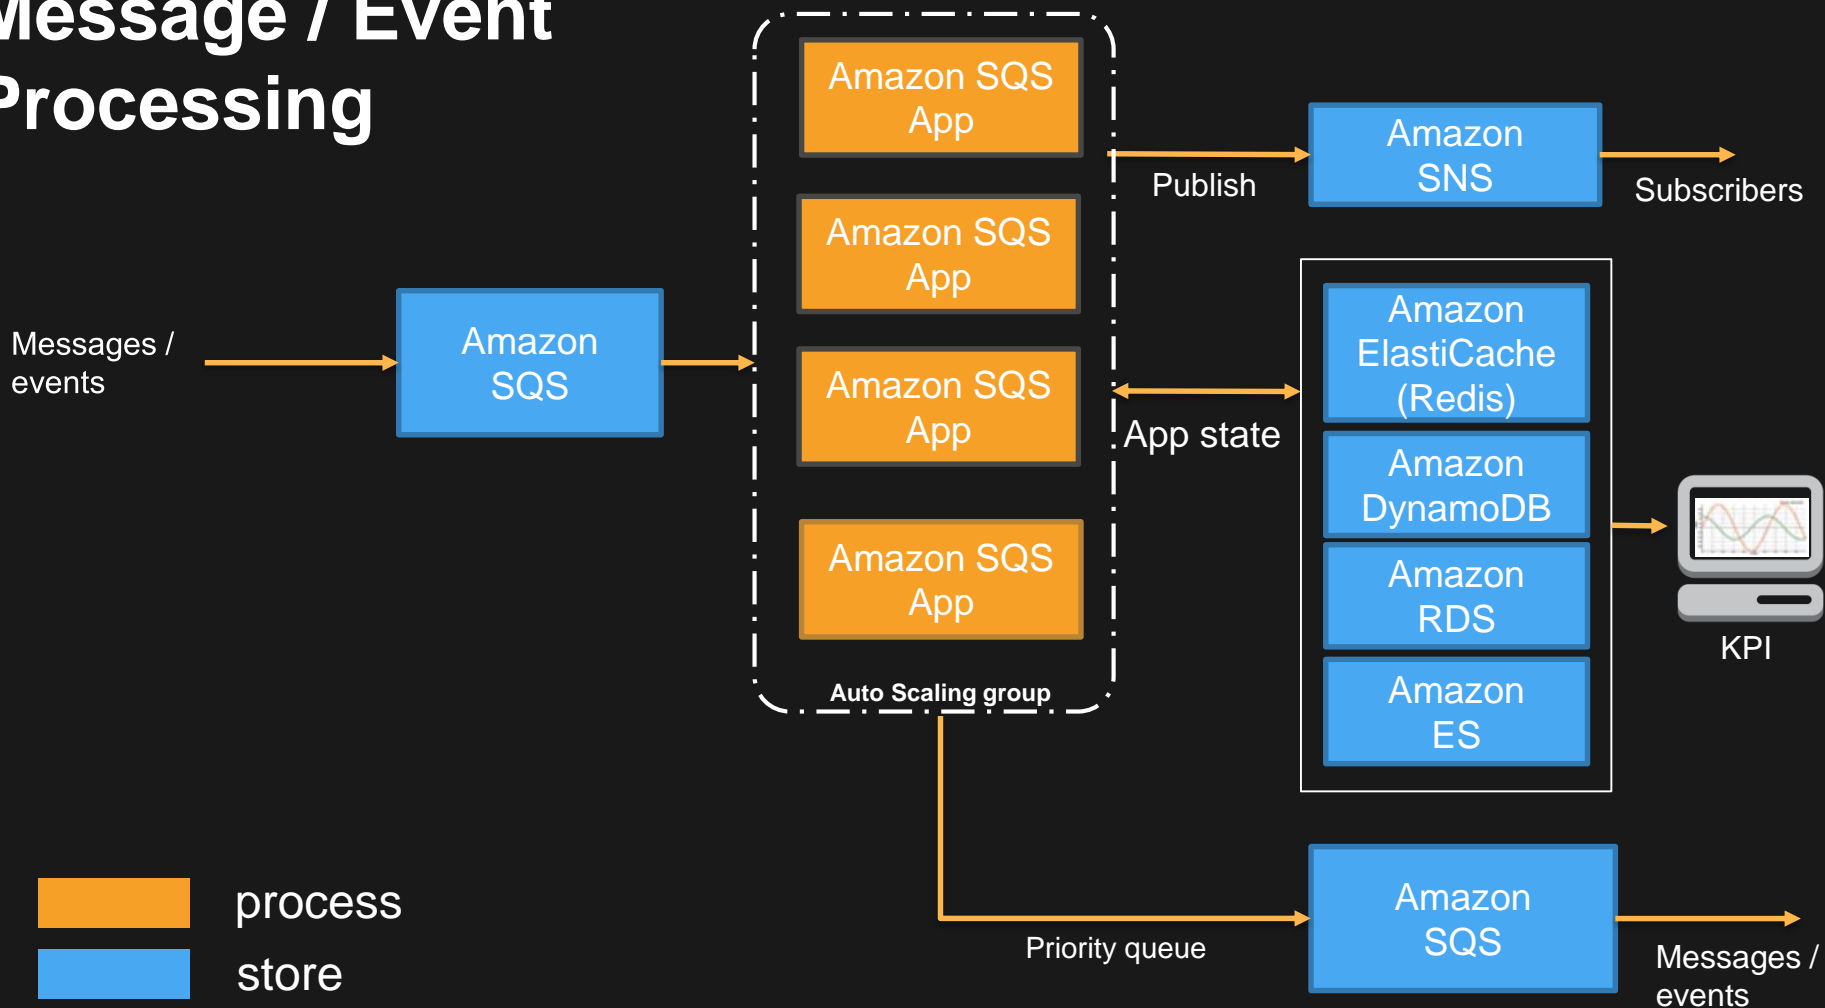 Message / Event
Processing
Amazon SQS
App
Amazon SQS
App
Amazon SQS
App
Amazon SQS
App
Auto Scaling group
Messages /
events
Amazon
SQS
Publish
Amazon
SNS
Subscribers
App state
Amazon
ElastiCache
(Redis)
Amazon
DynamoDB
Amazon
RDS
Amazon
ES
KPI
Priority queue
Amazon
SQS
Messages /
events
process
store